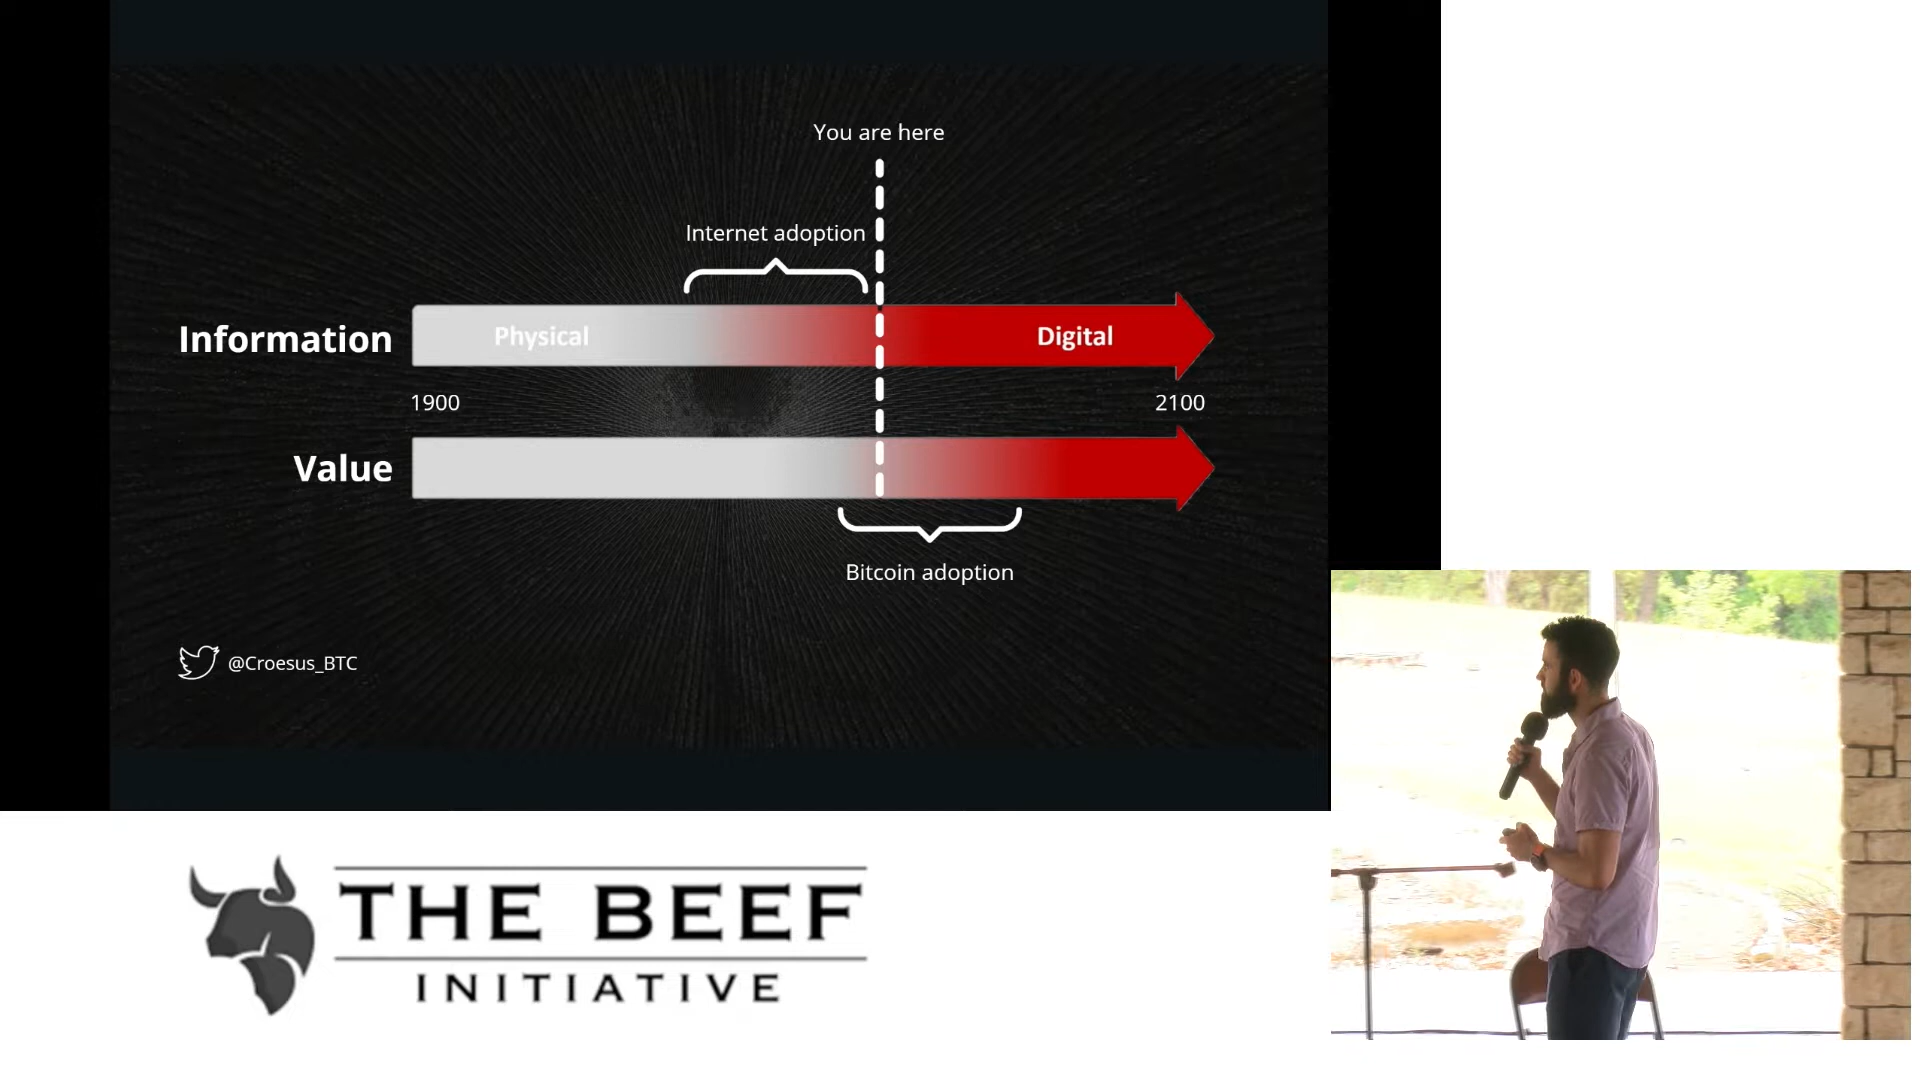 You are here
Internet adoption
Information
Physical
Digital
1900
2100
Value
Bitcoin adoption
@Croesus_BTC
THE BEEF
INITIATIVE